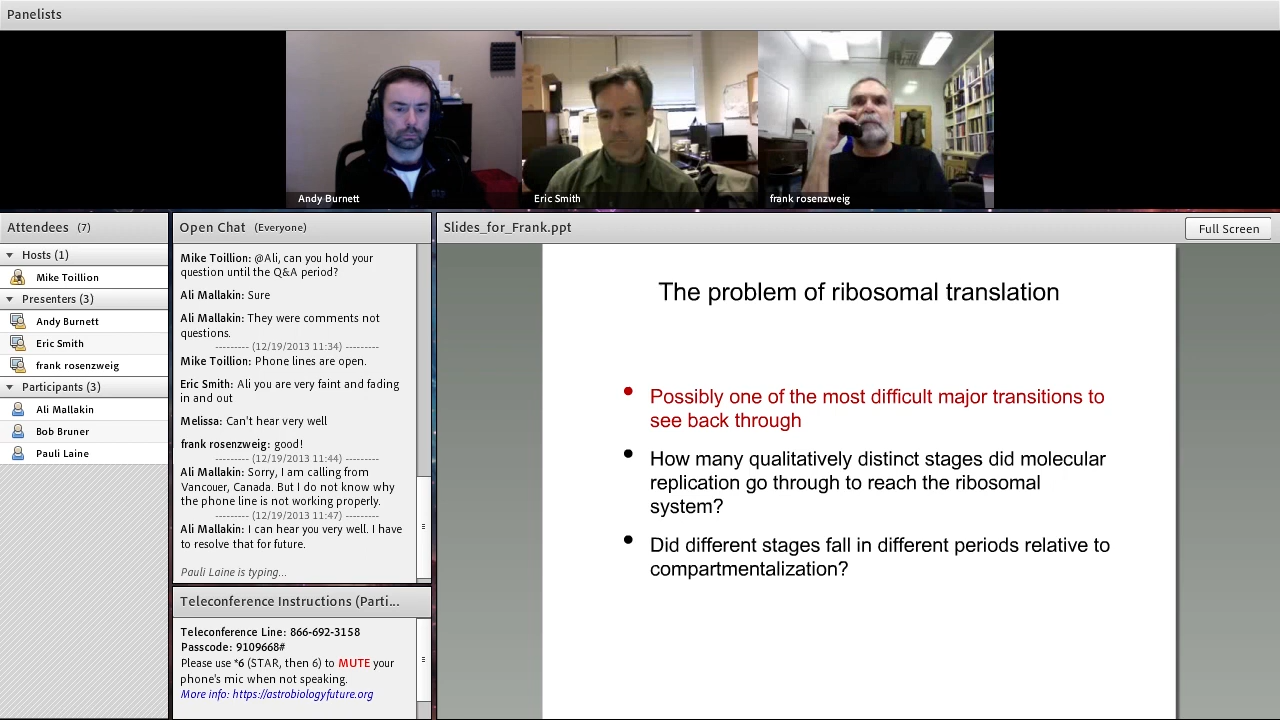 Panelists
Andy Burnett
Eric Smith
frank rosenzweig
Attendees (7)
Hosts (1)
Mike Toillion
Presenters (3)
Andy Burnett
Eric Smith
frank rosenzweig
Participants (3)
Ali Mallakin
Bob Bruner
Pauli Laine
Open Chat (Everyone)
Mike Toillion: @Ali, can you hold your
question until the Q&A period?
Ali Mallakin: Sure
Ali Mallakin: They were comments not
questions.
--------- (12/19/2013 11:34) ---------
Mike Toillion: Phone lines are open.
Eric Smith: Ali you are very faint and fading
in and out
Melissa: Can't hear very well
frank rosenzweig: good!
--------- (12/19/2013 11:44) ---------
Ali Mallakin: Sorry, I am calling from
Vancouer, Canada. But I do not know why
the phone line is not working properly.
--------- (12/19/2013 11:47) ---------
Ali Mallakin: I can hear you very well. I have
to resolve that for future.
Pauli Laine is typing...
Teleconference Instructions (Parti...
Teleconference Line: 866-692-3158
Passcode: 9109668#
Please use *6 (STAR, then 6) to MUTE your
phone's mic when not speaking.
More info: https://astrobiologyfuture.org
Slides_for_Frank.ppt
Full Screen
The problem of ribosomal translation
• Possibly one of the most difficult major transitions to
see back through
• How many qualitatively distinct stages did molecular
replication go through to reach the ribosomal
system?
• Did different stages fall in different periods relative to
compartmentalization?